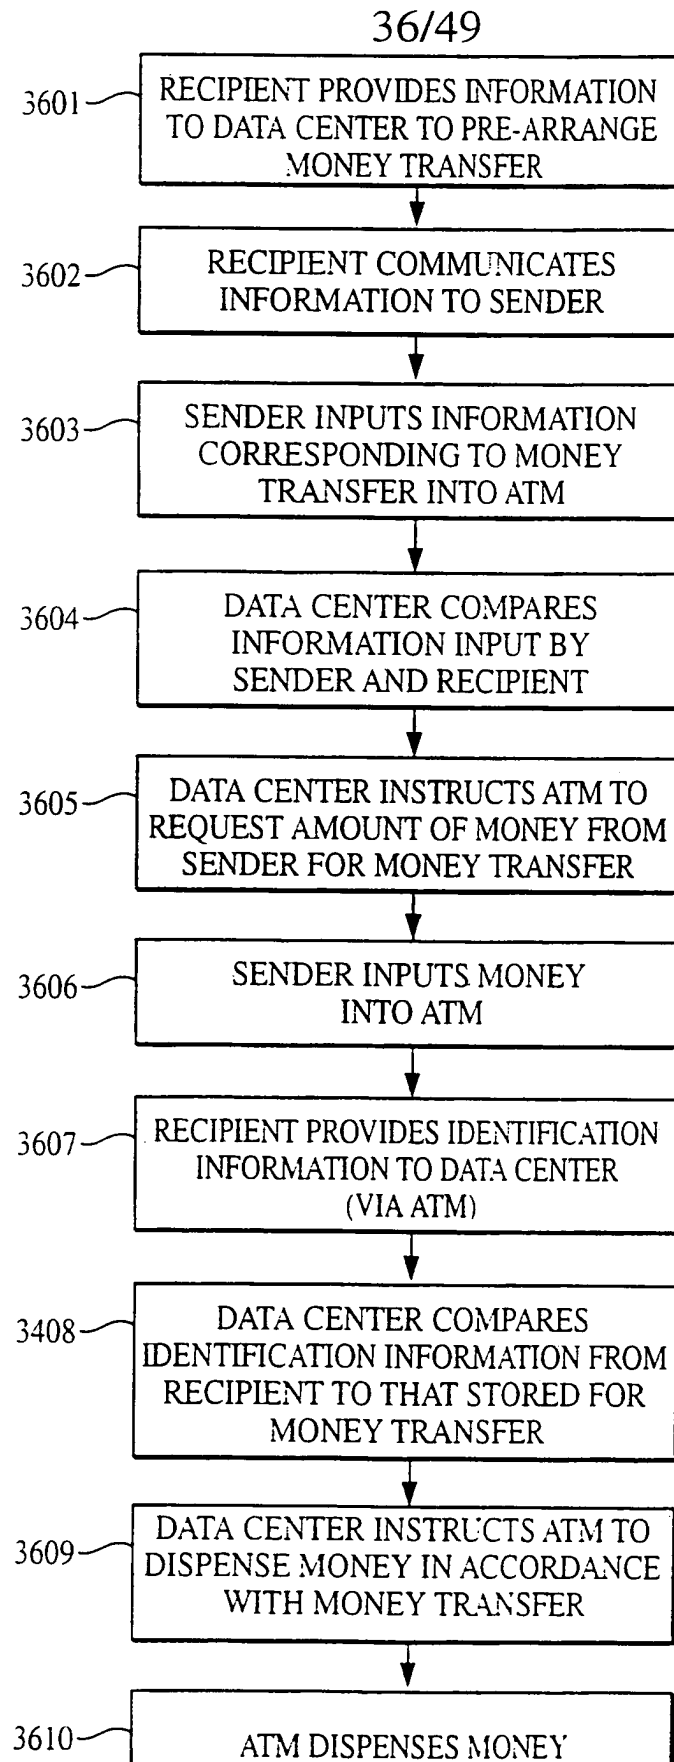 36/49
3601
RECIPIENT PROVIDES INFORMATION
TO DATA CENTER TO PRE-ARRANGE
MONEY TRANSFER
3602
RECIPIENT COMMUNICATES
INFORMATION TO SENDER
3603
SENDER INPUTS INFORMATION
CORRESPONDING TO MONEY
TRANSFER INTO ATM
3604
DATA CENTER COMPARES
INFORMATION INPUT BY
SENDER AND RECIPIENT
3605
DATA CENTER INSTRUCTS ATM TO
REQUEST AMOUNT OF MONEY FROM
SENDER FOR MONEY TRANSFER
3606
SENDER INPUTS MONEY
INTO ATM
3607
RECIPIENT PROVIDES IDENTIFICATION
INFORMATION TO DATA CENTER
(VIA ATM)
3408
DATA CENTER COMPARES
IDENTIFICATION INFORMATION FROM
RECIPIENT TO THAT STORED FOR
MONEY TRANSFER
3609
DATA CENTER INSTRUCTS ATM TO
DISPENSE MONEY IN ACCORDANCE
WITH MONEY TRANSFER
3610
ATM DISPENSES MONEY